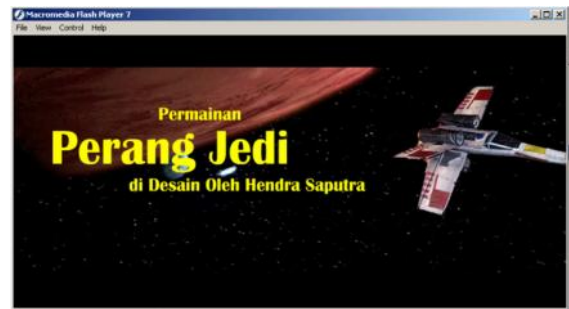 Macromedia Flash Player 7
File View Control Help
Permainan
Perang Jedi
di Desain Oleh Hendra Saputra